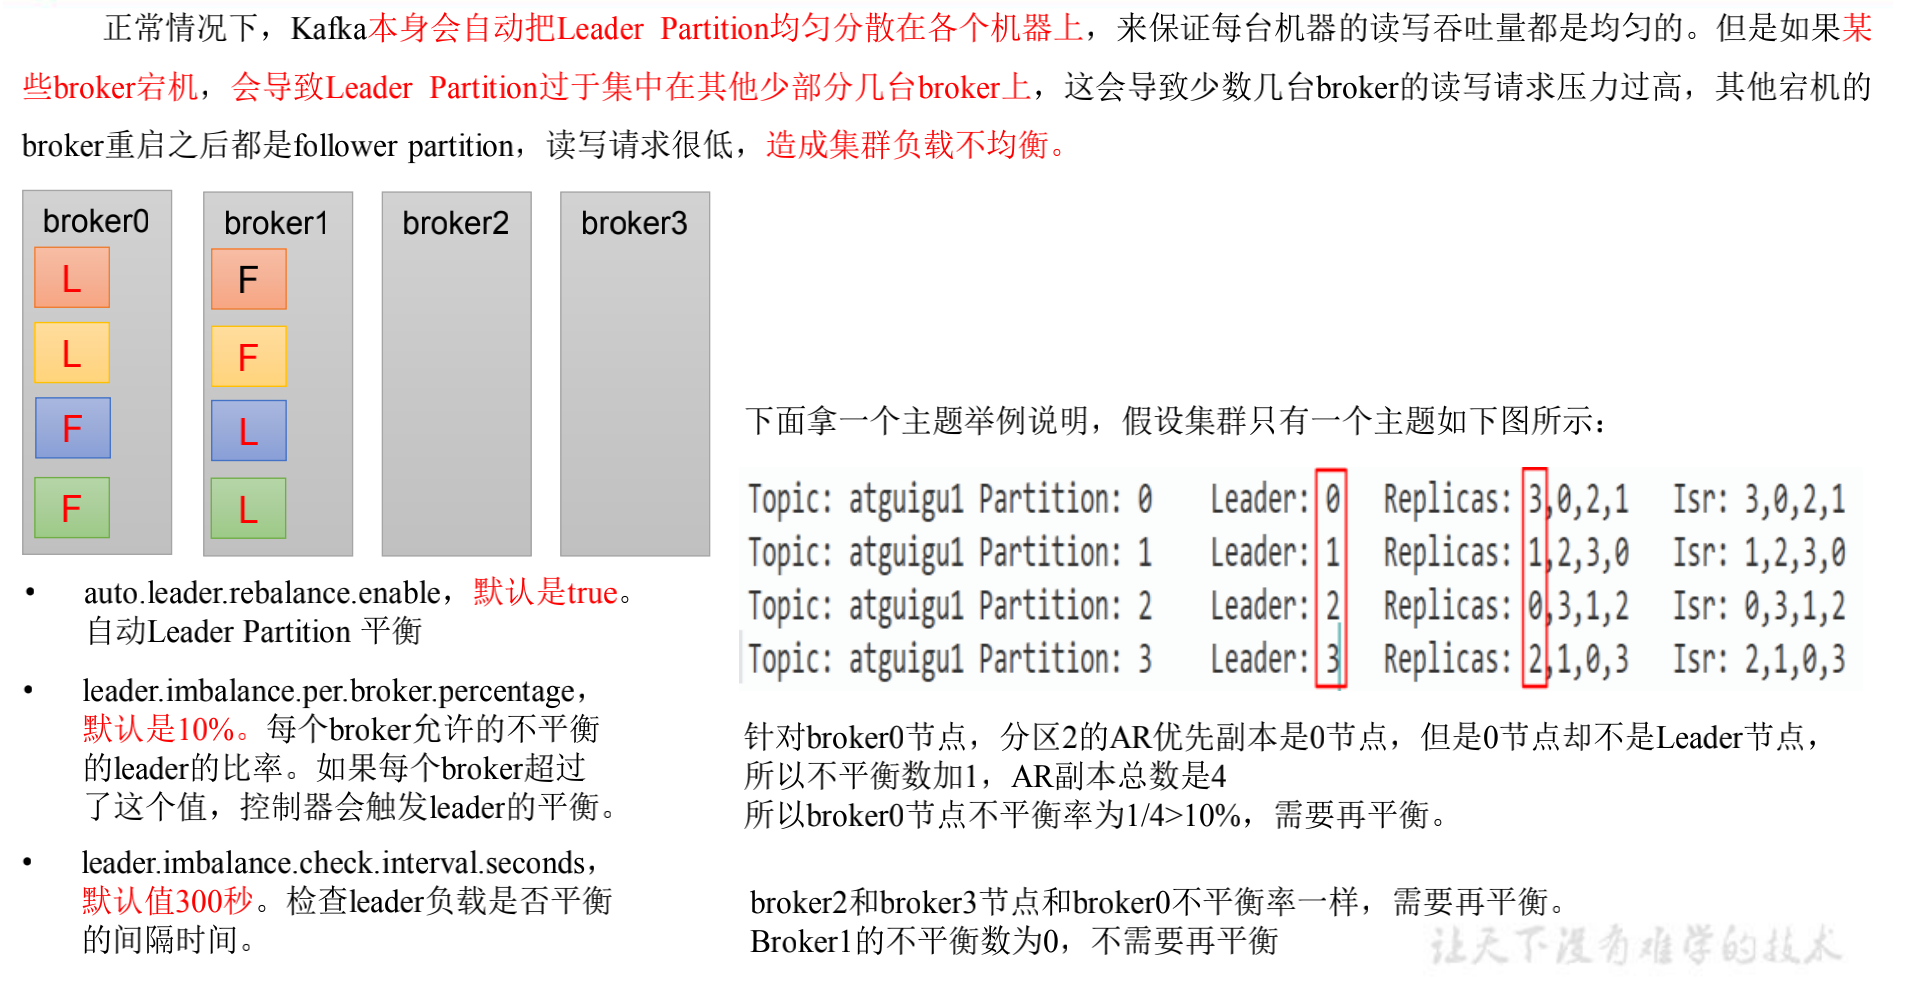 正常情况下，Kafka本身会自动把Leader Partition均匀分散在各个机器上，来保证每台机器的读写吞吐量都是均匀的。但是如果某
些broker宕机，会导致Leader Partition过于集中在其他少部分几台broker上，这会导致少数几台broker的读写请求压力过高，其他宕机的
broker重启之后都是follower partition，读写请求很低，造成集群负载不均衡。
broker0 broker1 broker2 broker3
L F
L F
F L
F L
• auto.leader.rebalance.enable，默认是true。
自动Leader Partition 平衡
• leader.imbalance.per.broker.percentage，
默认是10%。每个broker允许的不平衡
的leader的比率。如果每个broker超过
了这个值，控制器会触发leader的平衡。
• leader.imbalance.check.interval.seconds，
默认值300秒。检查leader负载是否平衡
的间隔时间。
下面拿一个主题举例说明，假设集群只有一个主题如下图所示：
Topic: atguigu1 Partition: 0 Leader: 0 Replicas: 3,0,2,1 Isr: 3,0,2,1
Topic: atguigu1 Partition: 1 Leader: 1 Replicas: 1,2,3,0 Isr: 1,2,3,0
Topic: atguigu1 Partition: 2 Leader: 2 Replicas: 0,3,1,2 Isr: 0,3,1,2
Topic: atguigu1 Partition: 3 Leader: 3 Replicas: 2,1,0,3 Isr: 2,1,0,3
针对broker0节点，分区2的AR优先副本是0节点，但是0节点却不是Leader节点，
所以不平衡数加1，AR副本总数是4
所以broker0节点不平衡率为1/4>10%，需要再平衡。
broker2和broker3节点和broker0不平衡率一样，需要再平衡。
Broker1的不平衡数为0，不需要再平衡
让天下没有难学的技术